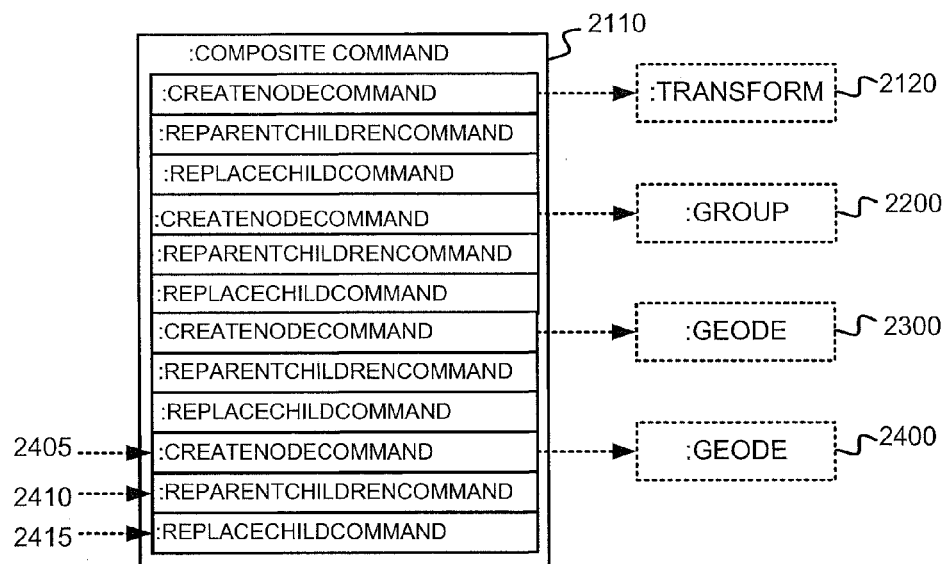 2110
:COMPOSITE COMMAND
:CREATENODECOMMAND
:TRANSFORM
2120
:REPARENTCHILDRENCOMMAND
:REPLACECHILDCOMMAND
:CREATENODECOMMAND
:GROUP
2200
:REPARENTCHILDRENCOMMAND
:REPLACECHILDCOMMAND
:CREATENODECOMMAND
:GEODE
2300
:REPARENTCHILDRENCOMMAND
:REPLACECHILDCOMMAND
2405
:CREATENODECOMMAND
:GEODE
2400
2410
:REPARENTCHILDRENCOMMAND
2415
:REPLACECHILDCOMMAND